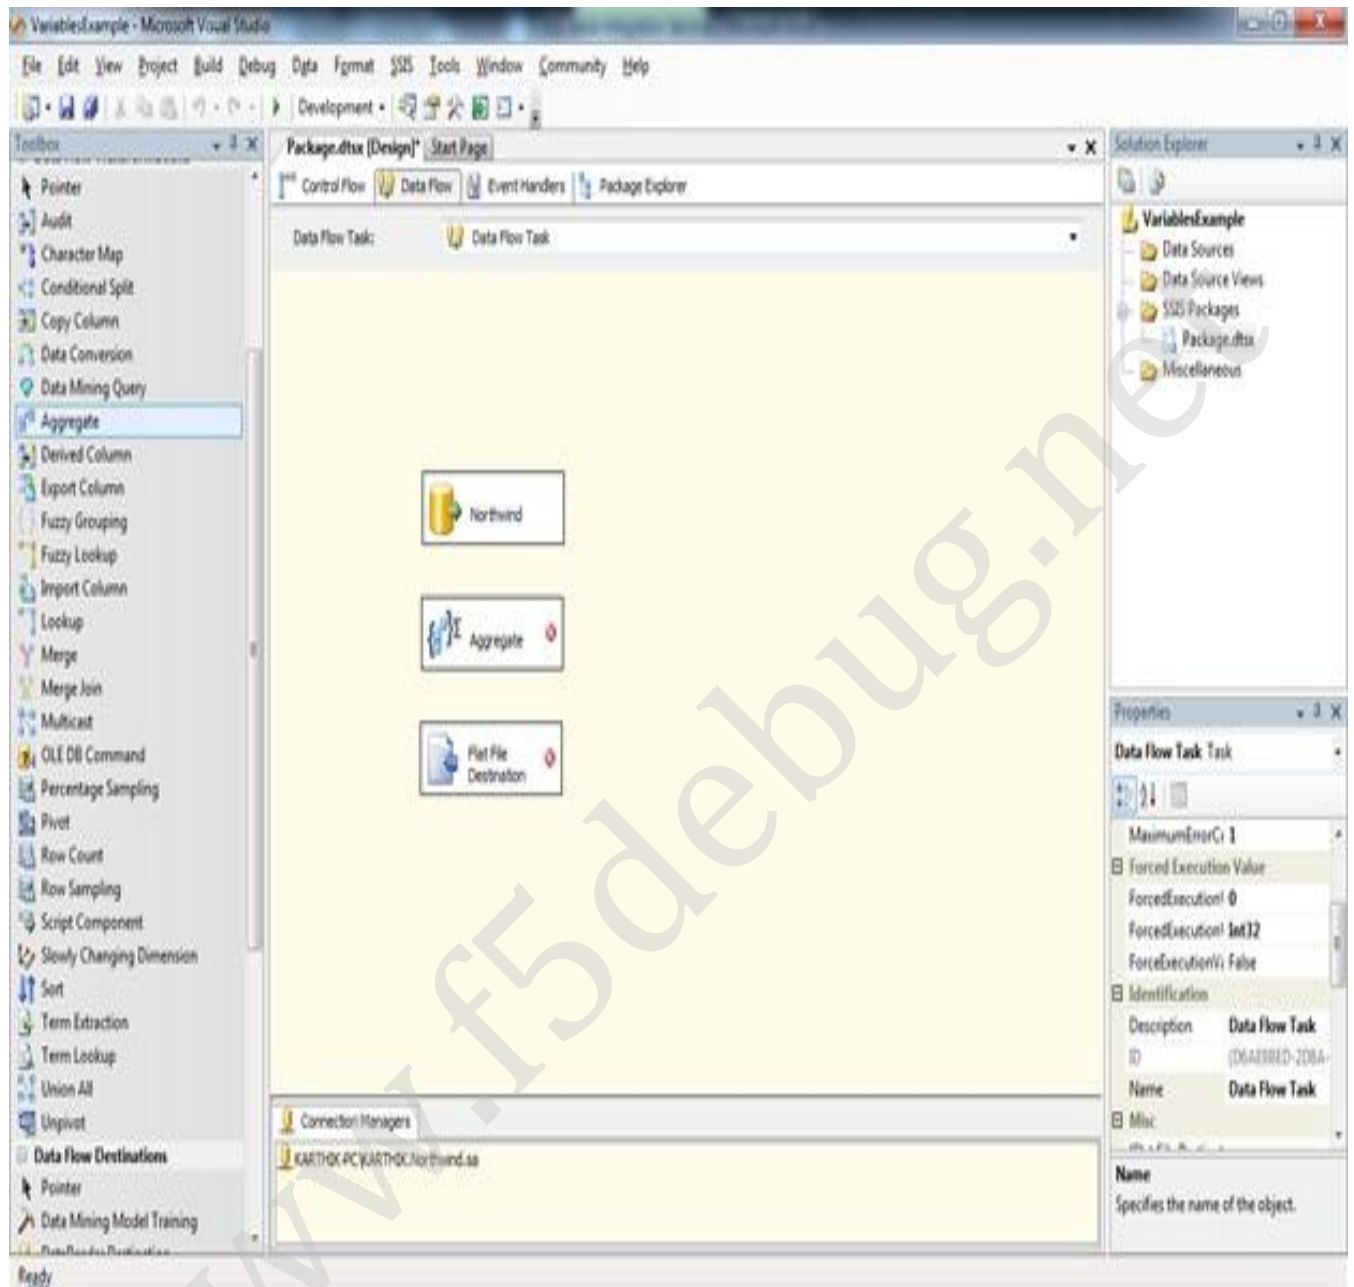 VariablesExample - Microsoft Visual Studio
File Edit View Project Build Debug Data Format SSIS Tools Window Community Help
Development
Toolbox
Pointer
Audit
Character Map
Conditional Split
Copy Column
Data Conversion
Data Mining Query
Aggregate
Derived Column
Export Column
Fuzzy Grouping
Fuzzy Lookup
Import Column
Lookup
Merge
Merge Join
Multicast
OLE DB Command
Percentage Sampling
Pivot
Row Count
Row Sampling
Script Component
Slowly Changing Dimension
Sort
Term Extraction
Term Lookup
Union All
Unpivot
Data Flow Destinations
Pointer
Data Mining Model Training
Package.dtsx [Design]* Start Page
Control Flow Data Flow Event Handlers Package Explorer
Data Flow Task: Data Flow Task
Northwind
Aggregate
Flat File
Destination
Connection Managers
KARTHIK-PC\KARTHIK.Northwind.sa
Solution Explorer
VariablesExample
Data Sources
Data Source Views
SSIS Packages
Package.dtsx
Miscellaneous
Properties
Data Flow Task Task
MaximumErrorC 1
Forced Execution Value
ForcedExecution 0
ForcedExecution Int32
ForceExecutionV False
Identification
Description Data Flow Task
ID
Name Data Flow Task
Misc
Name
Specifies the name of the object.
Ready
www.f5debug.net